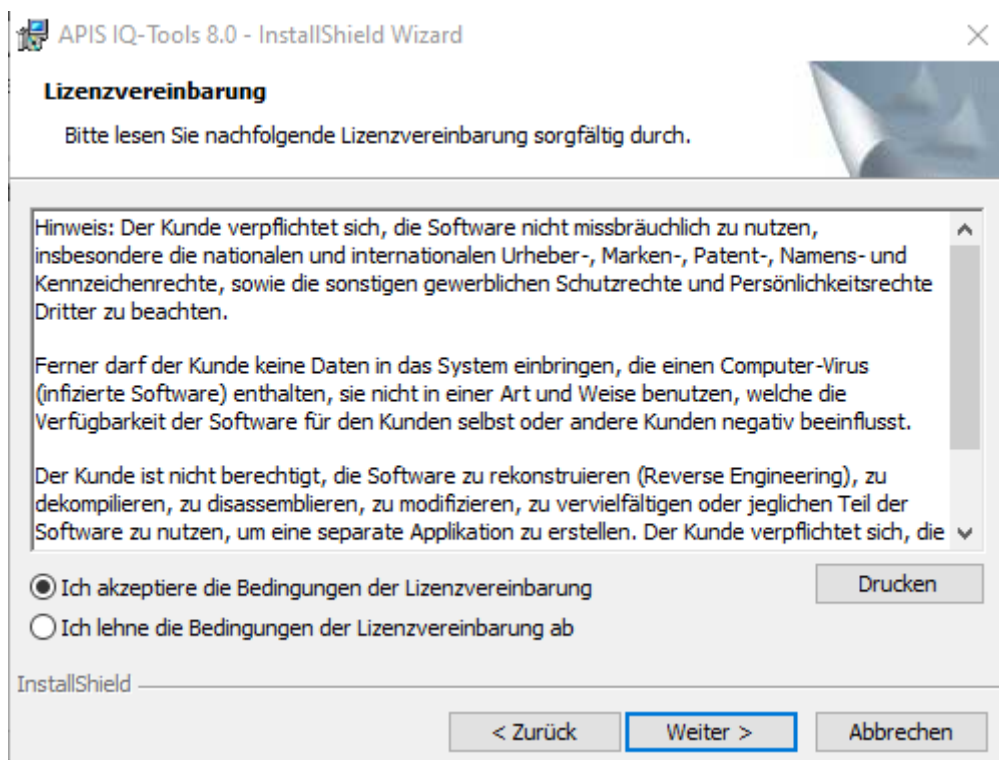 APIS IQ-Tools 8.0 - InstallShield Wizard
Lizenzvereinbarung
Bitte lesen Sie nachfolgende Lizenzvereinbarung sorgfältig durch.
Hinweis: Der Kunde verpflichtet sich, die Software nicht missbräuchlich zu nutzen,
insbesondere die nationalen und internationalen Urheber-, Marken-, Patent-, Namens- und
Kennzeichenrechte, sowie die sonstigen gewerblichen Schutzrechte und Persönlichkeitsrechte
Dritter zu beachten.
Ferner darf der Kunde keine Daten in das System einbringen, die einen Computer-Virus
(infizierte Software) enthalten, sie nicht in einer Art und Weise benutzen, welche die
Verfügbarkeit der Software für den Kunden selbst oder andere Kunden negativ beeinflusst.
Der Kunde ist nicht berechtigt, die Software zu rekonstruieren (Reverse Engineering), zu
dekompilieren, zu disassemblieren, zu modifizieren, zu vervielfältigen oder jeglichen Teil der
Software zu nutzen, um eine separate Applikation zu erstellen. Der Kunde verpflichtet sich, die
Ich akzeptiere die Bedingungen der Lizenzvereinbarung
Drucken
Ich lehne die Bedingungen der Lizenzvereinbarung ab
InstallShield
< Zurück
Weiter >
Abbrechen